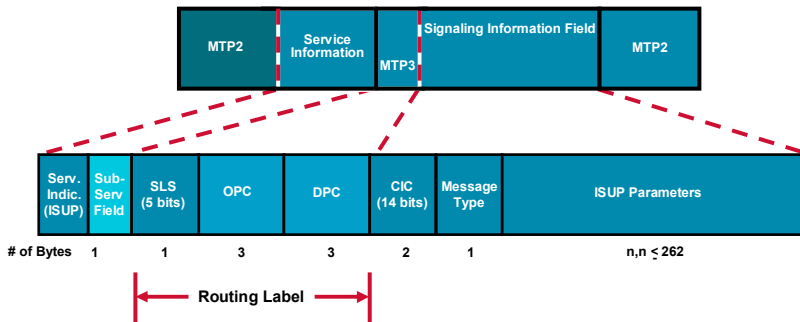 MTP2
Service
Information
MTP3
Signaling Information Field
MTP2
Serv.
Indic.
(ISUP)
Sub-
Serv
Field
SLS
(5 bits)
OPC
DPC
CIC
(14 bits)
Message
Type
ISUP Parameters
# of Bytes 1 1 3 3 2 1 n,n ≤ 262
Routing Label